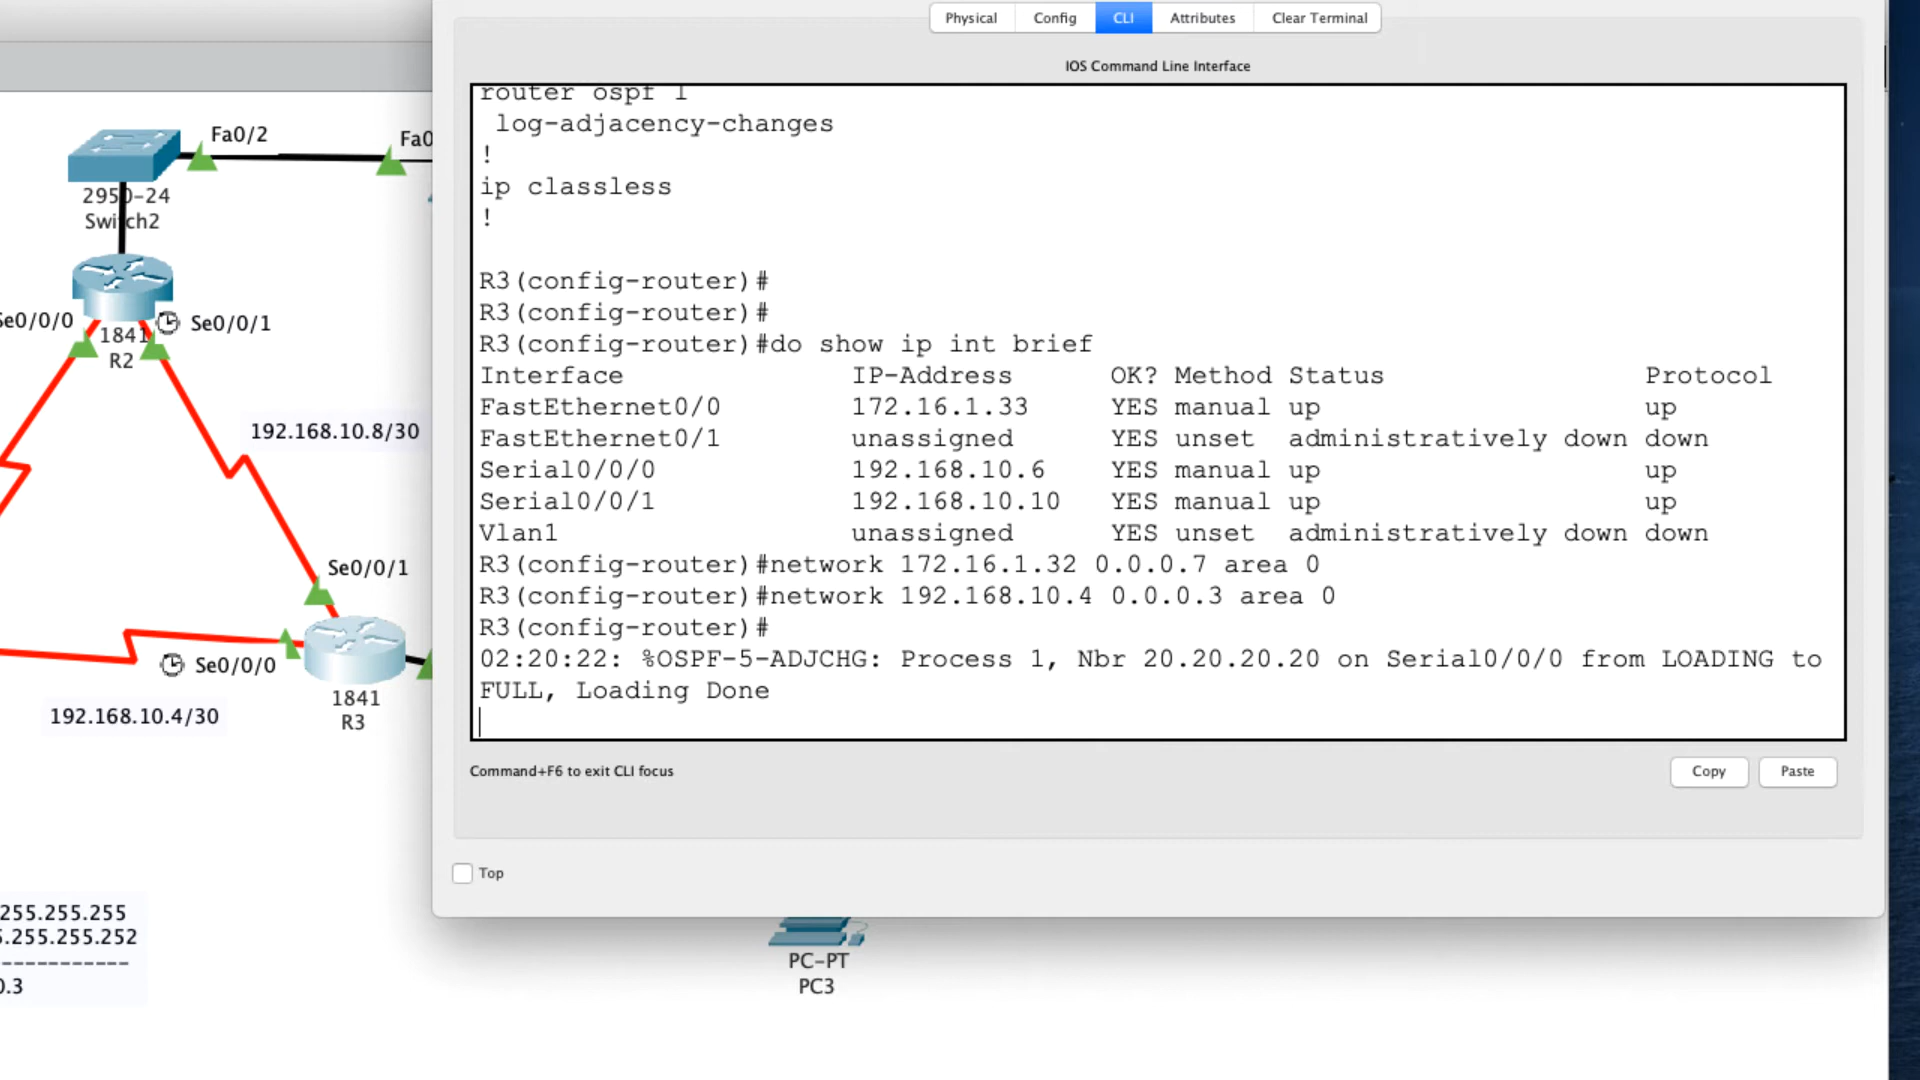 Physical Config CLI Attributes Clear Terminal
IOS Command Line Interface
router ospf 1
log-adjacency-changes
!
ip classless
!
R3(config-router)#
R3(config-router)#
R3(config-router)#do show ip int brief
Interface IP-Address OK? Method Status Protocol
FastEthernet0/0 172.16.1.33 YES manual up up
FastEthernet0/1 unassigned YES unset administratively down down
Serial0/0/0 192.168.10.6 YES manual up up
Serial0/0/1 192.168.10.10 YES manual up up
Vlan1 unassigned YES unset administratively down down
R3(config-router)#network 172.16.1.32 0.0.0.7 area 0
R3(config-router)#network 192.168.10.4 0.0.0.3 area 0
R3(config-router)#
02:20:22: %OSPF-5-ADJCHG: Process 1, Nbr 20.20.20.20 on Serial0/0/0 from LOADING to
FULL, Loading Done
Command+F6 to exit CLI focus
Copy Paste
Top
Fa0/2
Fa0
2950-24
Switch2
Se0/0/0
Se0/0/1
1841
R2
192.168.10.8/30
Se0/0/1
Se0/0/0
1841
R3
192.168.10.4/30
255.255.255
.255.255.252
-----------
0.3
PC-PT
PC3